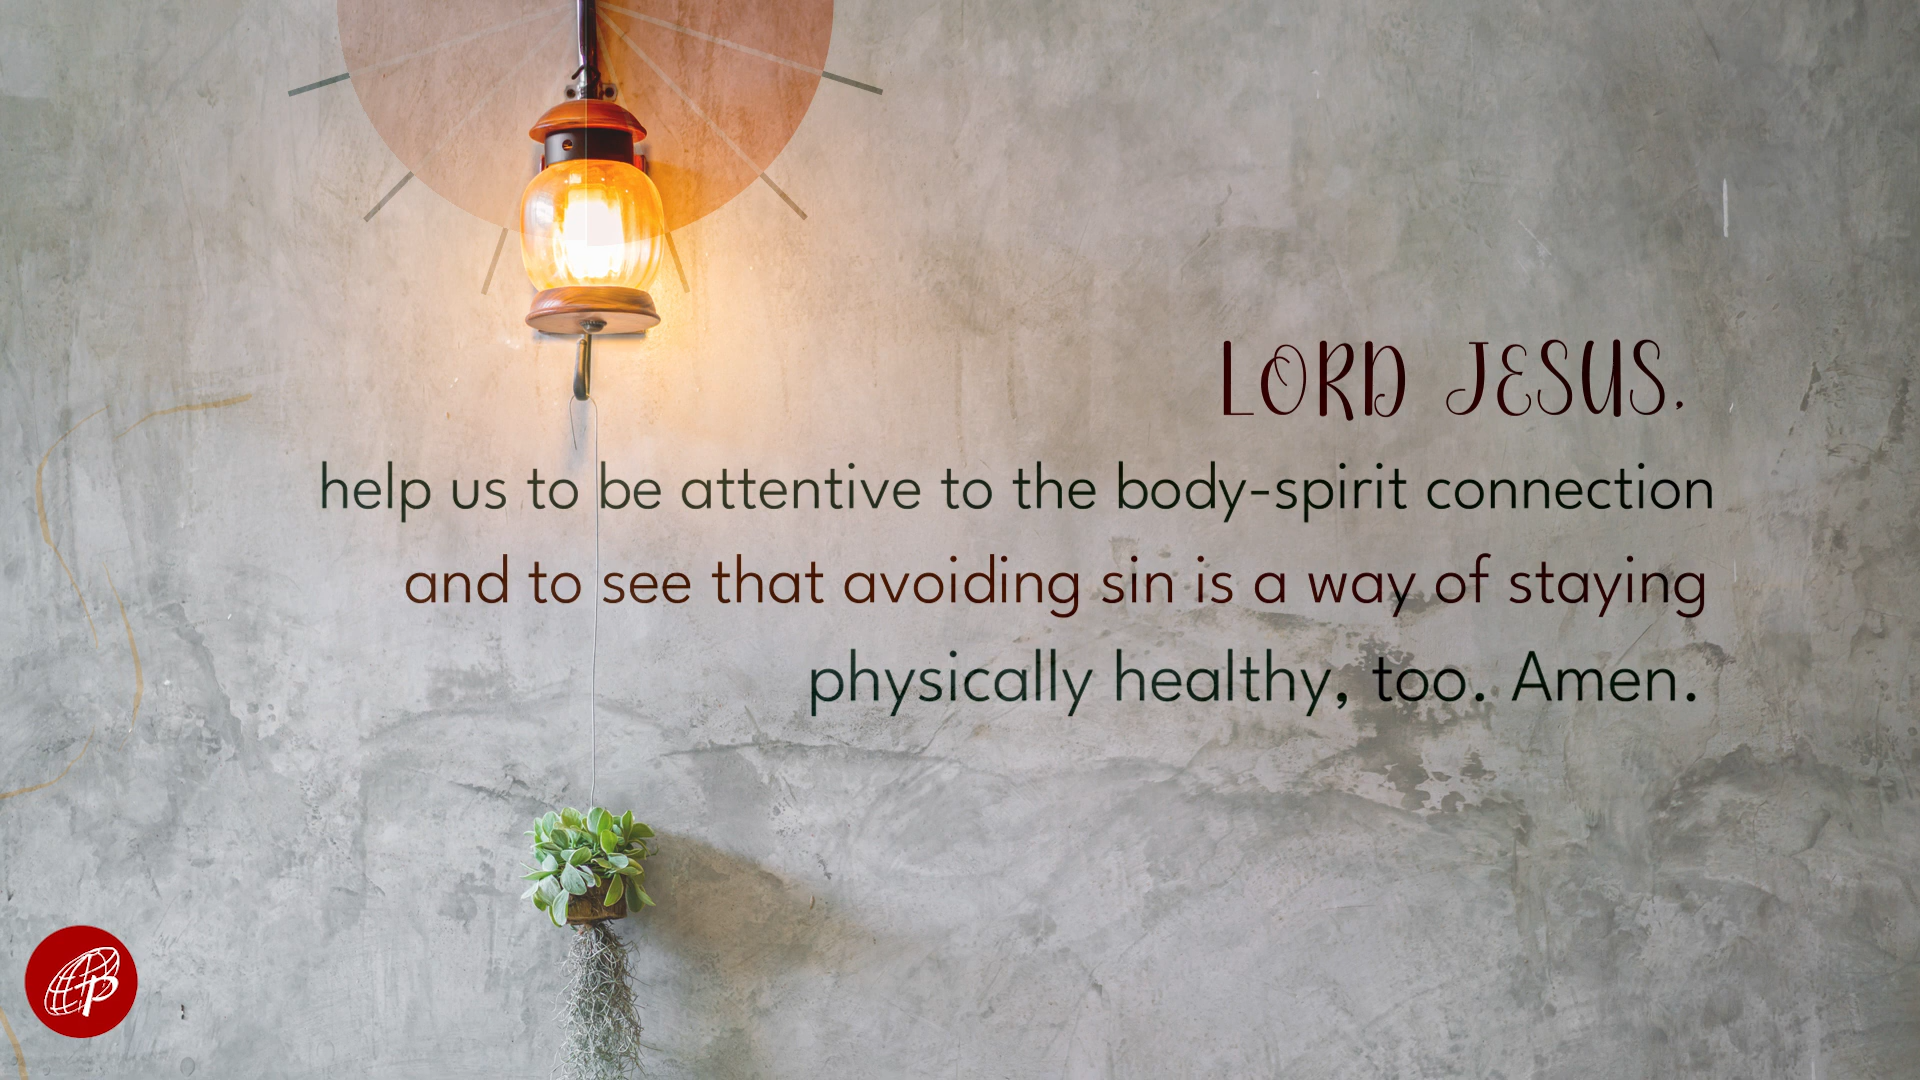 LORD JESUS,
help us to be attentive to the body-spirit connection
and to see that avoiding sin is a way of staying
physically healthy, too. Amen.